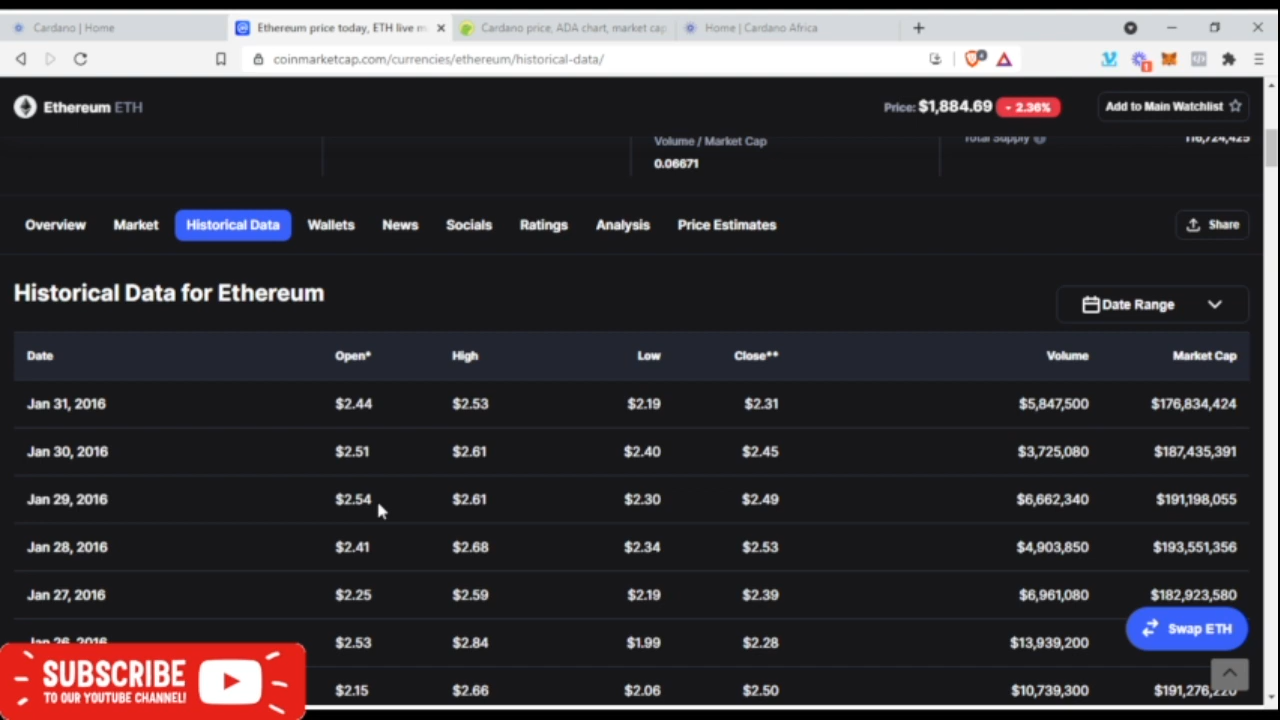 Cardano | Home
Ethereum price today, ETH live m
Cardano price, ADA chart, market cap
Home | Cardano Africa
coinmarketcap.com/currencies/ethereum/historical-data/
Ethereum ETH
Price: $1,884.69 - 2.36%
Add to Main Watchlist
Volume / Market Cap
Total Supply
0.06671
116,724,425
Overview Market Historical Data Wallets News Socials Ratings Analysis Price Estimates Share
Historical Data for Ethereum
Date Range
Date Open* High Low Close** Volume Market Cap
Jan 31, 2016 $2.44 $2.53 $2.19 $2.31 $5,847,500 $176,834,424
Jan 30, 2016 $2.51 $2.61 $2.40 $2.45 $3,725,080 $187,435,391
Jan 29, 2016 $2.54 $2.61 $2.30 $2.49 $6,662,340 $191,198,055
Jan 28, 2016 $2.41 $2.68 $2.34 $2.53 $4,903,850 $193,551,356
Jan 27, 2016 $2.25 $2.59 $2.19 $2.39 $6,961,080 $182,923,580
Swap ETH
Jan 26, 2016 $2.53 $2.84 $1.99 $2.28 $13,939,200
$2.15 $2.66 $2.06 $2.50 $10,739,300
SUBSCRIBE
TO OUR YOUTUBE CHANNEL!